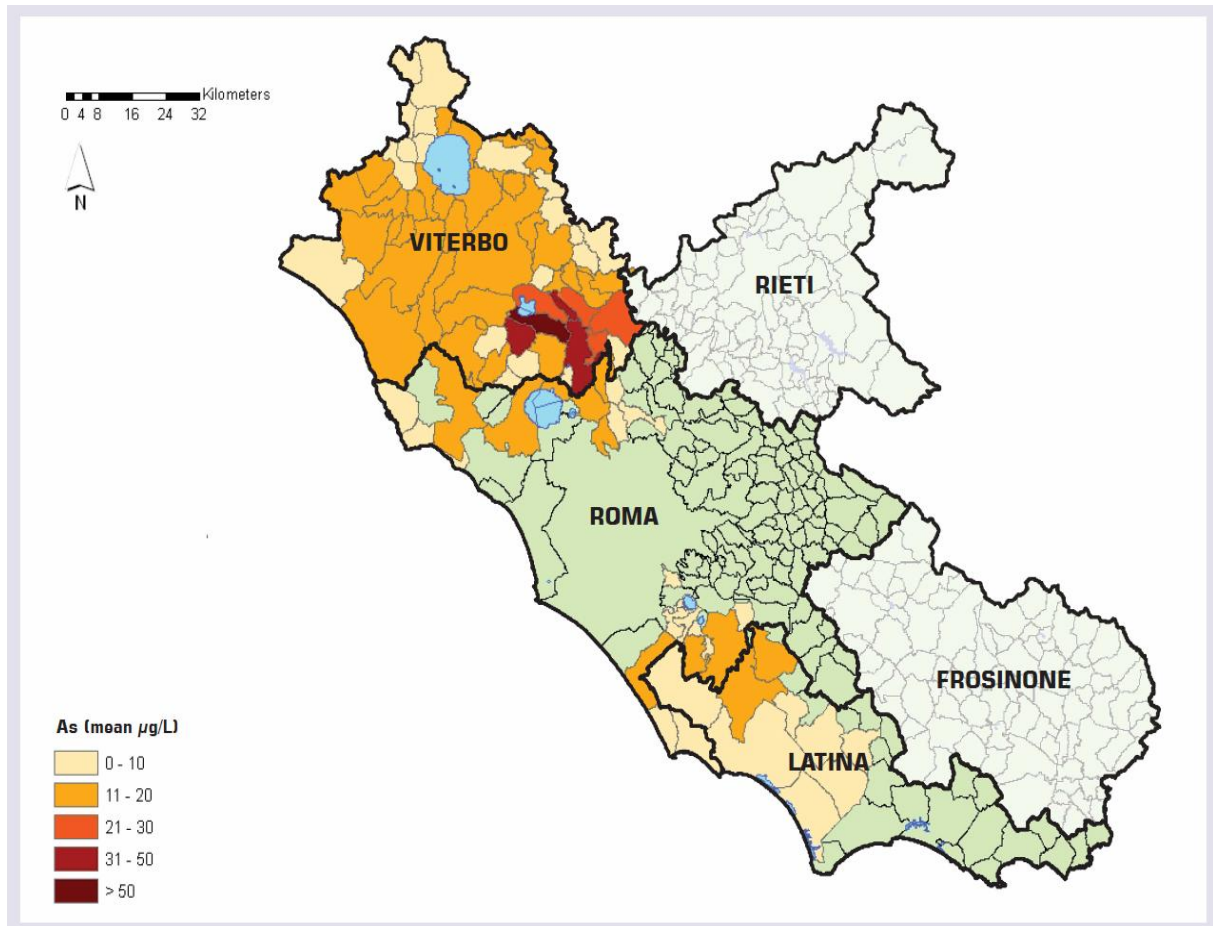 Kilometers
0 4 8 16 24 32
N
VITERBO
RIETI
ROMA
FROSINONE
LATINA
As (mean µg/L)
0 - 10
11 - 20
21 - 30
31 - 50
> 50